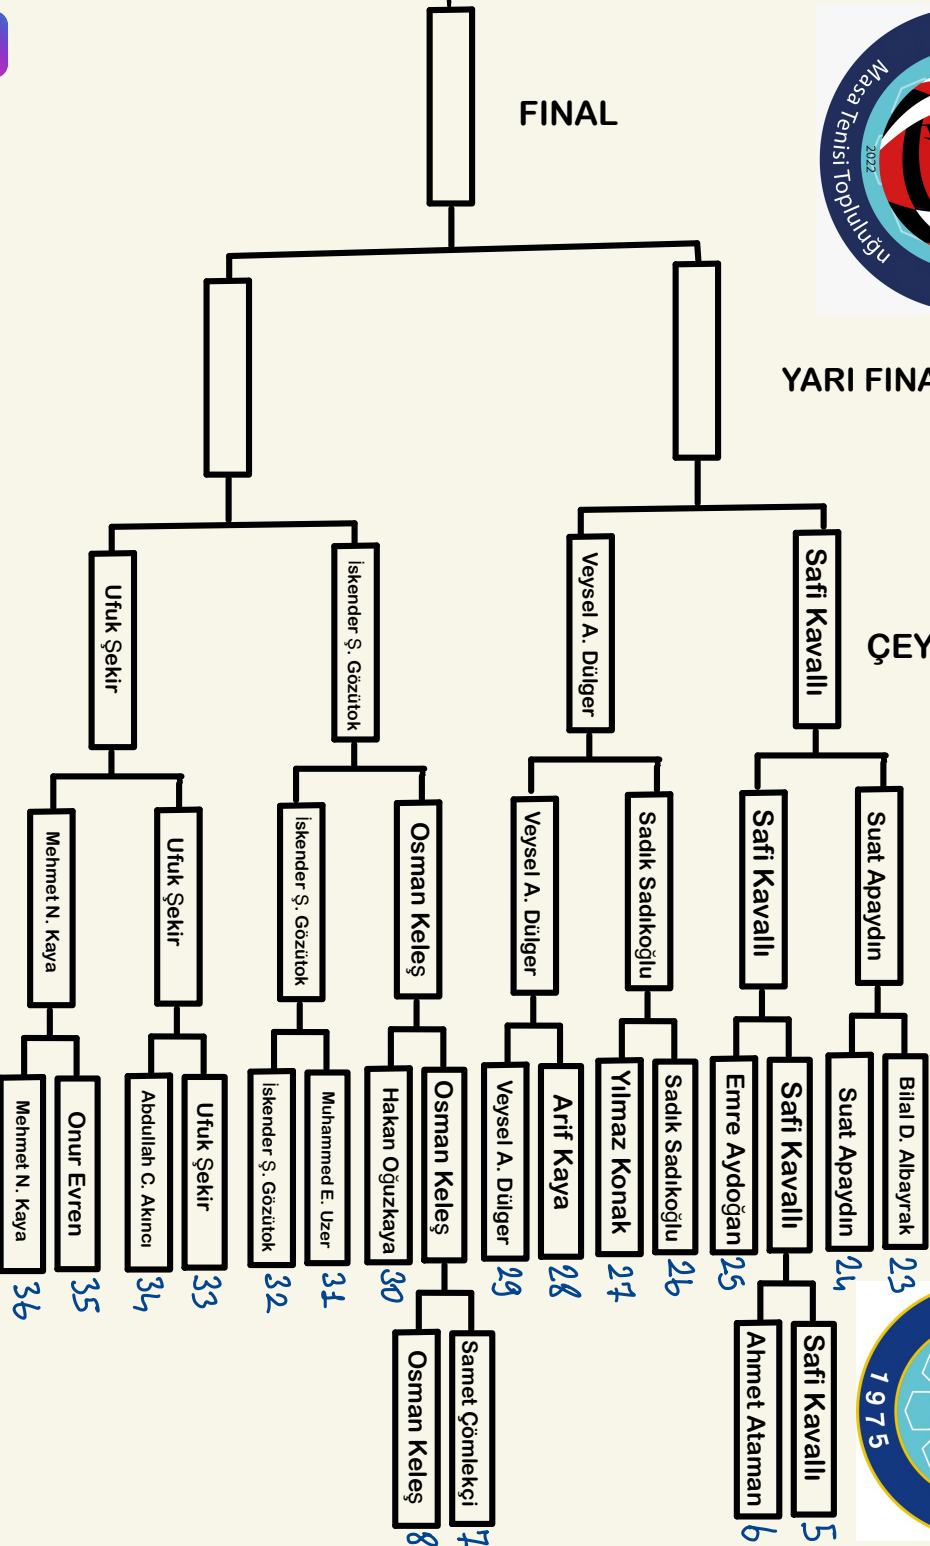 FINAL
Masa Tenisi Topluluğu
2022
YARI FINA
ÇEY
Ufuk Şekir
İskender Ş. Gözütok
Veysel A. Dülger
Safi Kavallı
Mehmet N. Kaya
Ufuk Şekir
İskender Ş. Gözütok
Osman Keleş
Veysel A. Dülger
Sadık Sadıkoğlu
Safi Kavallı
Suat Apaydın
Mehmet N. Kaya
Onur Evren
Abdullah C. Akıncı
Ufuk Şekir
İskender Ş. Gözütok
Muhammed E. Uzer
Hakan Oğuzkaya
Osman Keleş
Veysel A. Dülger
Arif Kaya
Yılmaz Konak
Sadık Sadıkoğlu
Emre Aydoğan
Safi Kavallı
Suat Apaydın
Bilal D. Albayrak
36
35
34
33
32
31
30
29
28
27
26
25
24
23
Osman Keleş
Samet Çömlekçi
Ahmet Ataman
Safi Kavallı
8
7
6
5
1975